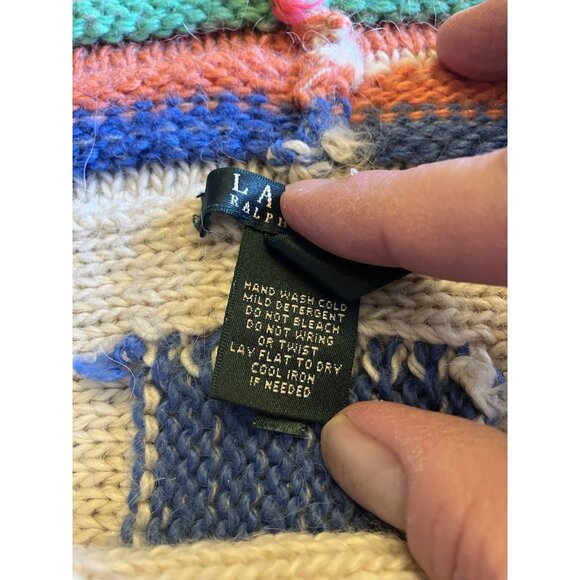 LA
RALPH
HAND WASH COLD
MILD DETERGENT
DO NOT BLEACH
DO NOT WRING
OR TWIST
LAY FLAT TO DRY
COOL IRON
IF NEEDED